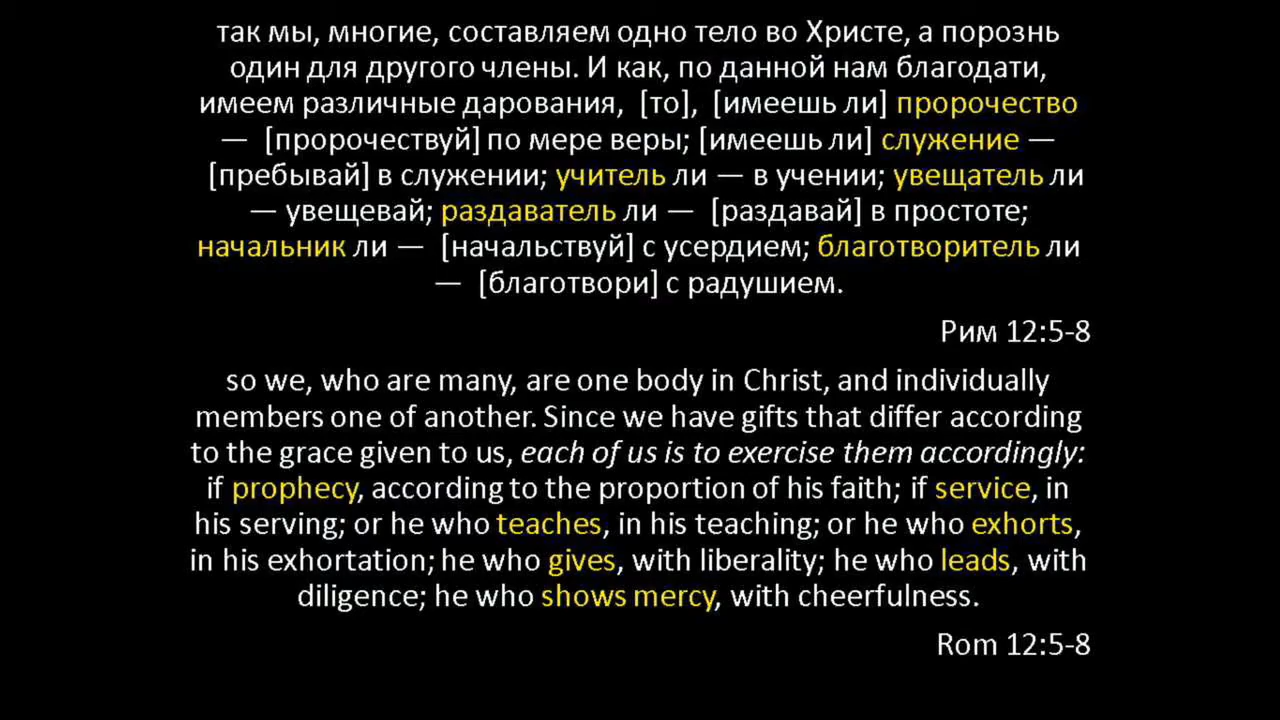 так мы, многие, составляем одно тело во Христе, а порознь
один для другого члены. И как, по данной нам благодати,
имеем различные дарования, [то], [имеешь ли] пророчество
— [пророчествуй] по мере веры; [имеешь ли] служение —
[пребывай] в служении; учитель ли — в учении; увещатель ли
— увещевай; раздаватель ли — [раздавай] в простоте;
начальник ли — [начальствуй] с усердием; благотворитель ли
— [благотвори] с радушием.
Рим 12:5-8
so we, who are many, are one body in Christ, and individually
members one of another. Since we have gifts that differ according
to the grace given to us, each of us is to exercise them accordingly:
if prophecy, according to the proportion of his faith; if service, in
his serving; or he who teaches, in his teaching; or he who exhorts,
in his exhortation; he who gives, with liberality; he who leads, with
diligence; he who shows mercy, with cheerfulness.
Rom 12:5-8